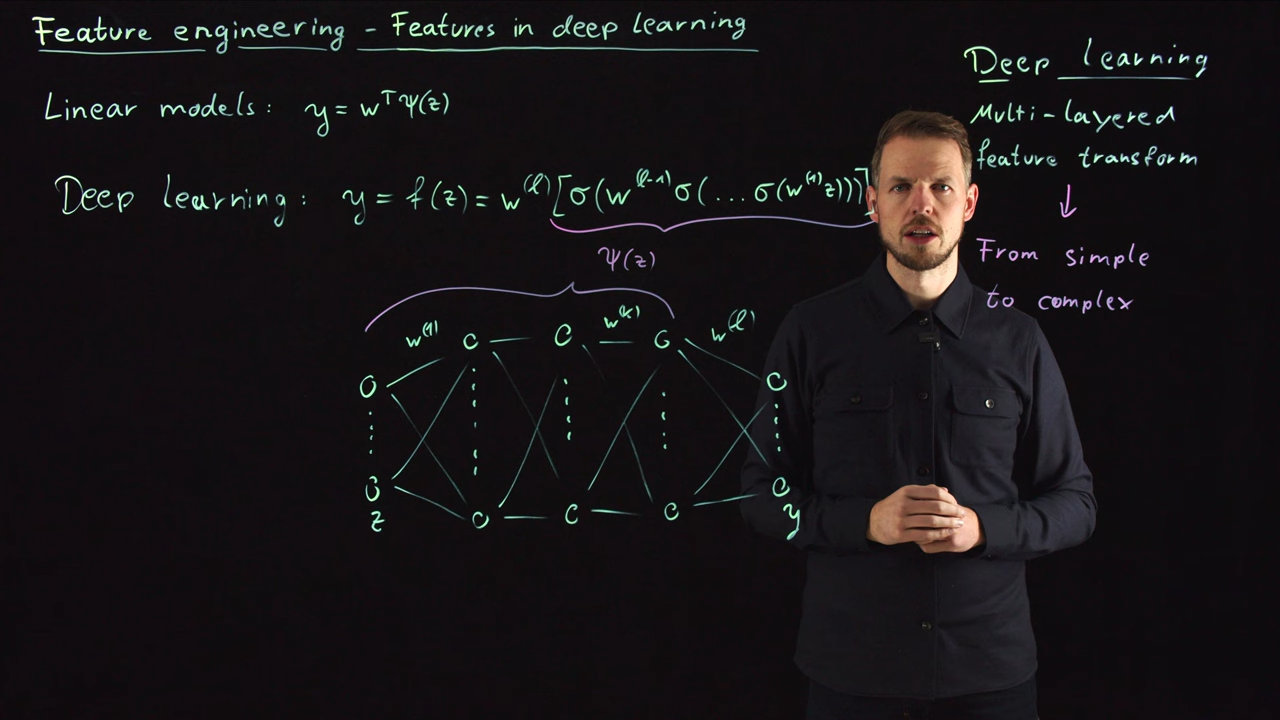 Feature engineering - Features in deep learning
Linear models: y = wᵀ Ψ(z)
Deep learning: y = f(z) = w⁽ˡ⁾[σ(w⁽ˡ⁻¹⁾σ(...σ(w⁽¹⁾z)))]
Ψ(z)
w⁽¹⁾
w⁽ᵏ⁾
w⁽ˡ⁾
z
y
Deep learning
Multi-layered
feature transform
↓
From simple
to complex